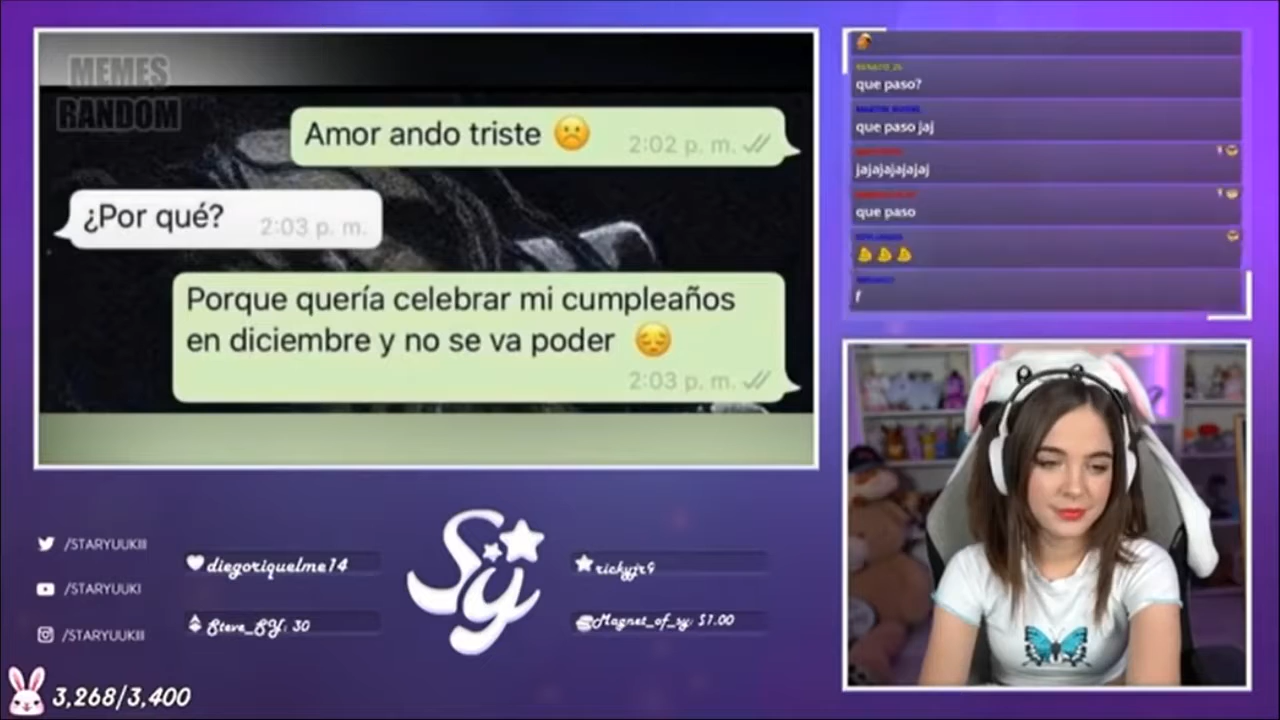 MEMES
RANDOM
Amor ando triste ☹️ 2:02 p. m.
¿Por qué? 2:03 p. m.
Porque quería celebrar mi cumpleaños
en diciembre y no se va poder 😔
2:03 p. m.
que paso?
que paso jaj
jajajajajaj
que paso
f
/STARYUUKIII
/STARYUUKI
/STARYUUKIII
diegoriquelme14
Steve_SY: 30
Sy
rickyjr9
Magnet_of_sy: $1.00
3,268/3,400